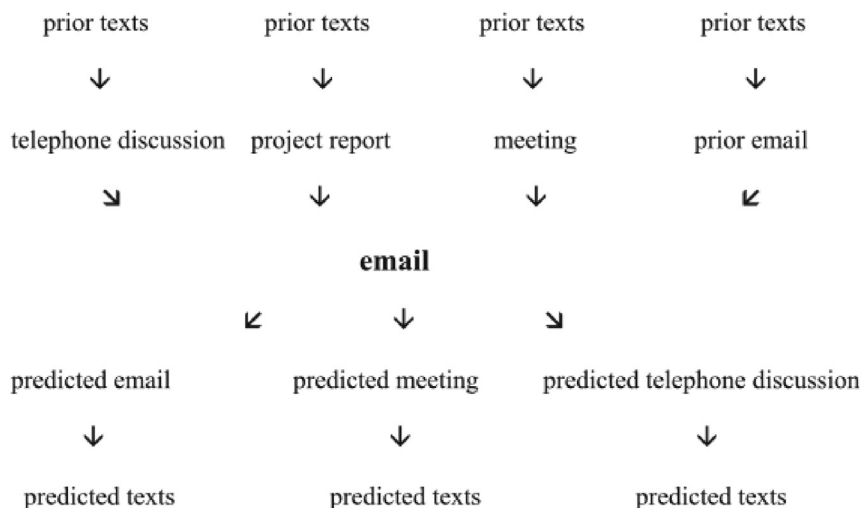 prior texts prior texts prior texts prior texts
telephone discussion project report meeting prior email
email
predicted email predicted meeting predicted telephone discussion
predicted texts predicted texts predicted texts